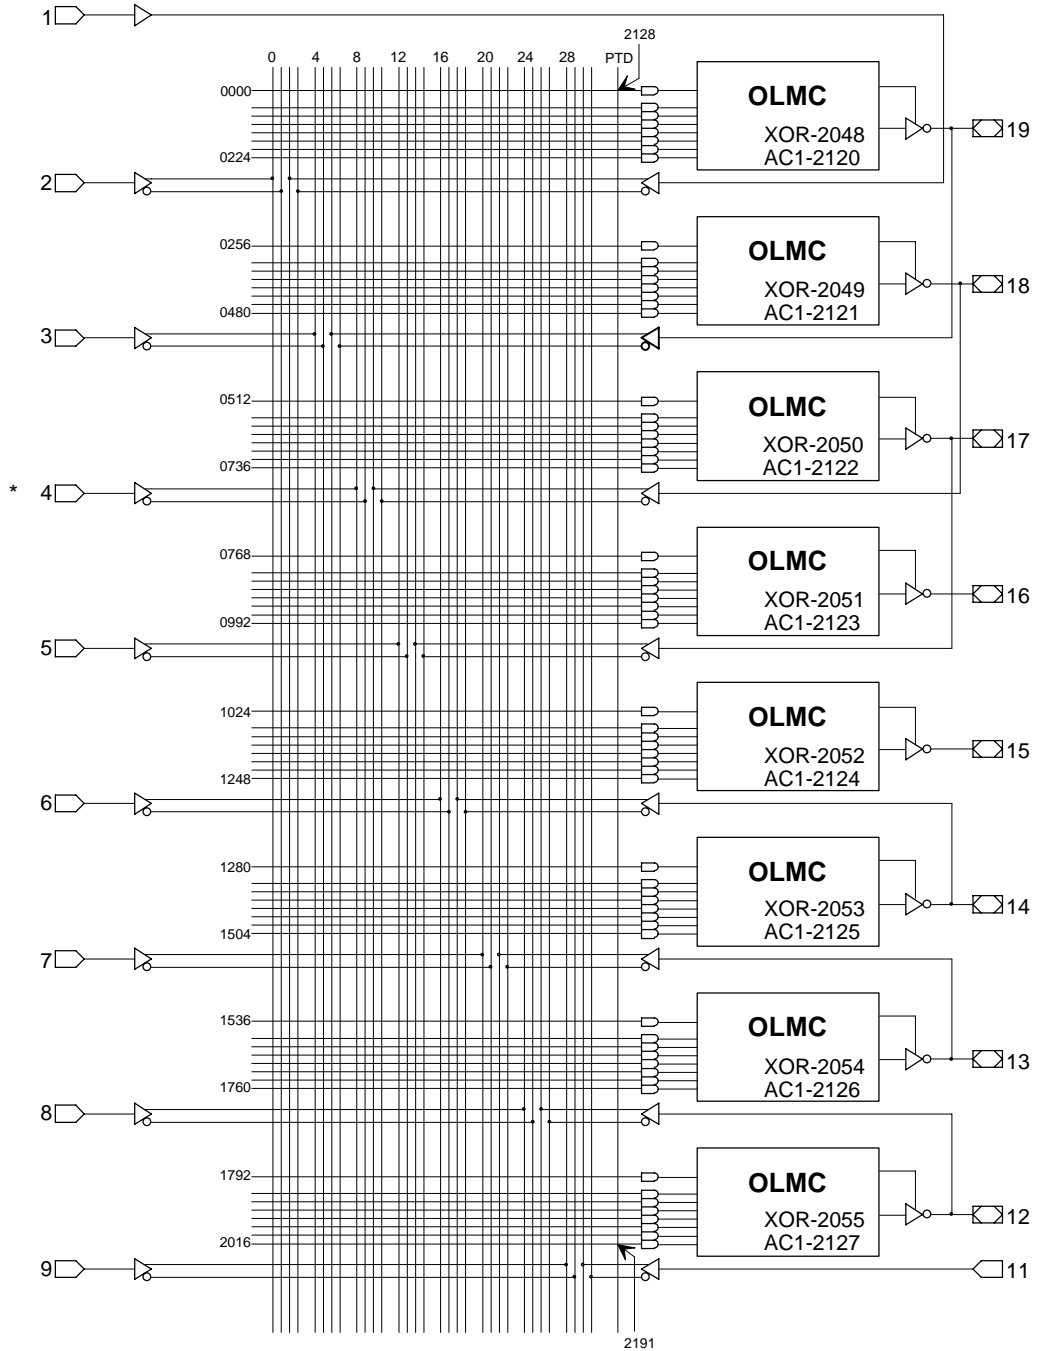 1
2128
0 4 8 12 16 20 24 28 PTD
0000
OLMC
XOR-2048
19
0224
AC1-2120
2
0256
OLMC
XOR-2049
18
0480
AC1-2121
3
0512
OLMC
XOR-2050
17
0736
AC1-2122
* 4
0768
OLMC
XOR-2051
16
0992
AC1-2123
5
1024
OLMC
XOR-2052
15
1248
AC1-2124
6
1280
OLMC
XOR-2053
14
1504
AC1-2125
7
1536
OLMC
XOR-2054
13
1760
AC1-2126
8
1792
OLMC
XOR-2055
12
2016
AC1-2127
9
11
2191